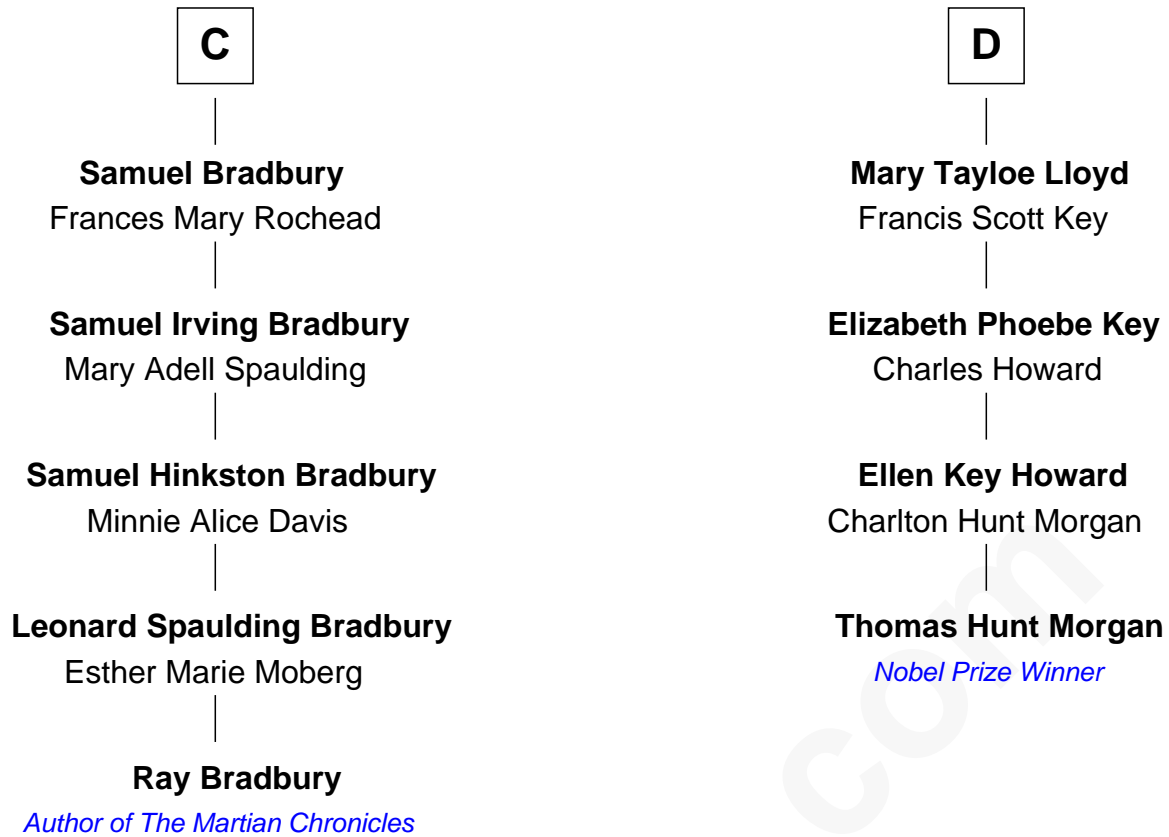 C
Samuel Bradbury
Frances Mary Rochead
Samuel Irving Bradbury
Mary Adell Spaulding
Samuel Hinkston Bradbury
Minnie Alice Davis
Leonard Spaulding Bradbury
Esther Marie Moberg
Ray Bradbury
Author of The Martian Chronicles
D
Mary Tayloe Lloyd
Francis Scott Key
Elizabeth Phoebe Key
Charles Howard
Ellen Key Howard
Charlton Hunt Morgan
Thomas Hunt Morgan
Nobel Prize Winner
com